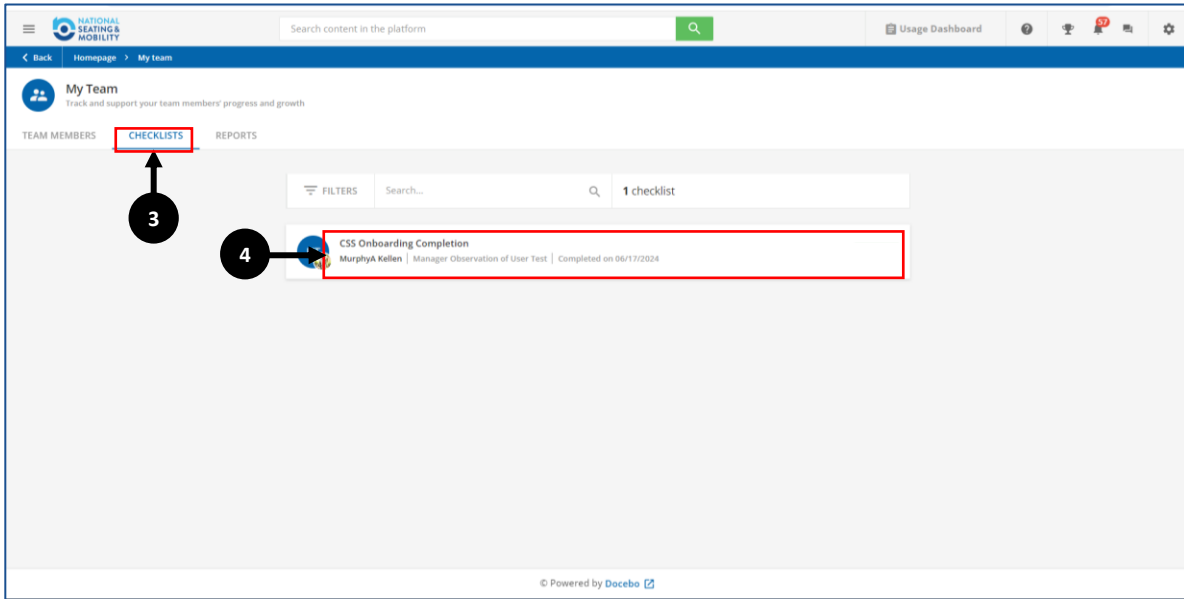 NATIONAL
SEATING &
MOBILITY
Search content in the platform
Usage Dashboard
57
Back Homepage > My team
My Team
Track and support your team members' progress and growth
TEAM MEMBERS CHECKLISTS REPORTS
FILTERS Search... 1 checklist
3
4
CSS Onboarding Completion
MurphyA Kellen | Manager Observation of User Test | Completed on 06/17/2024
© Powered by Docebo